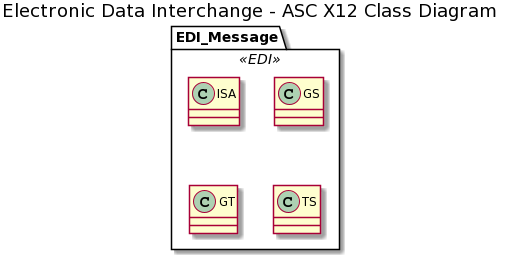 Electronic Data Interchange - ASC X12 Class Diagram
EDI_Message
«EDI»
C ISA
C GS
C GT
C TS